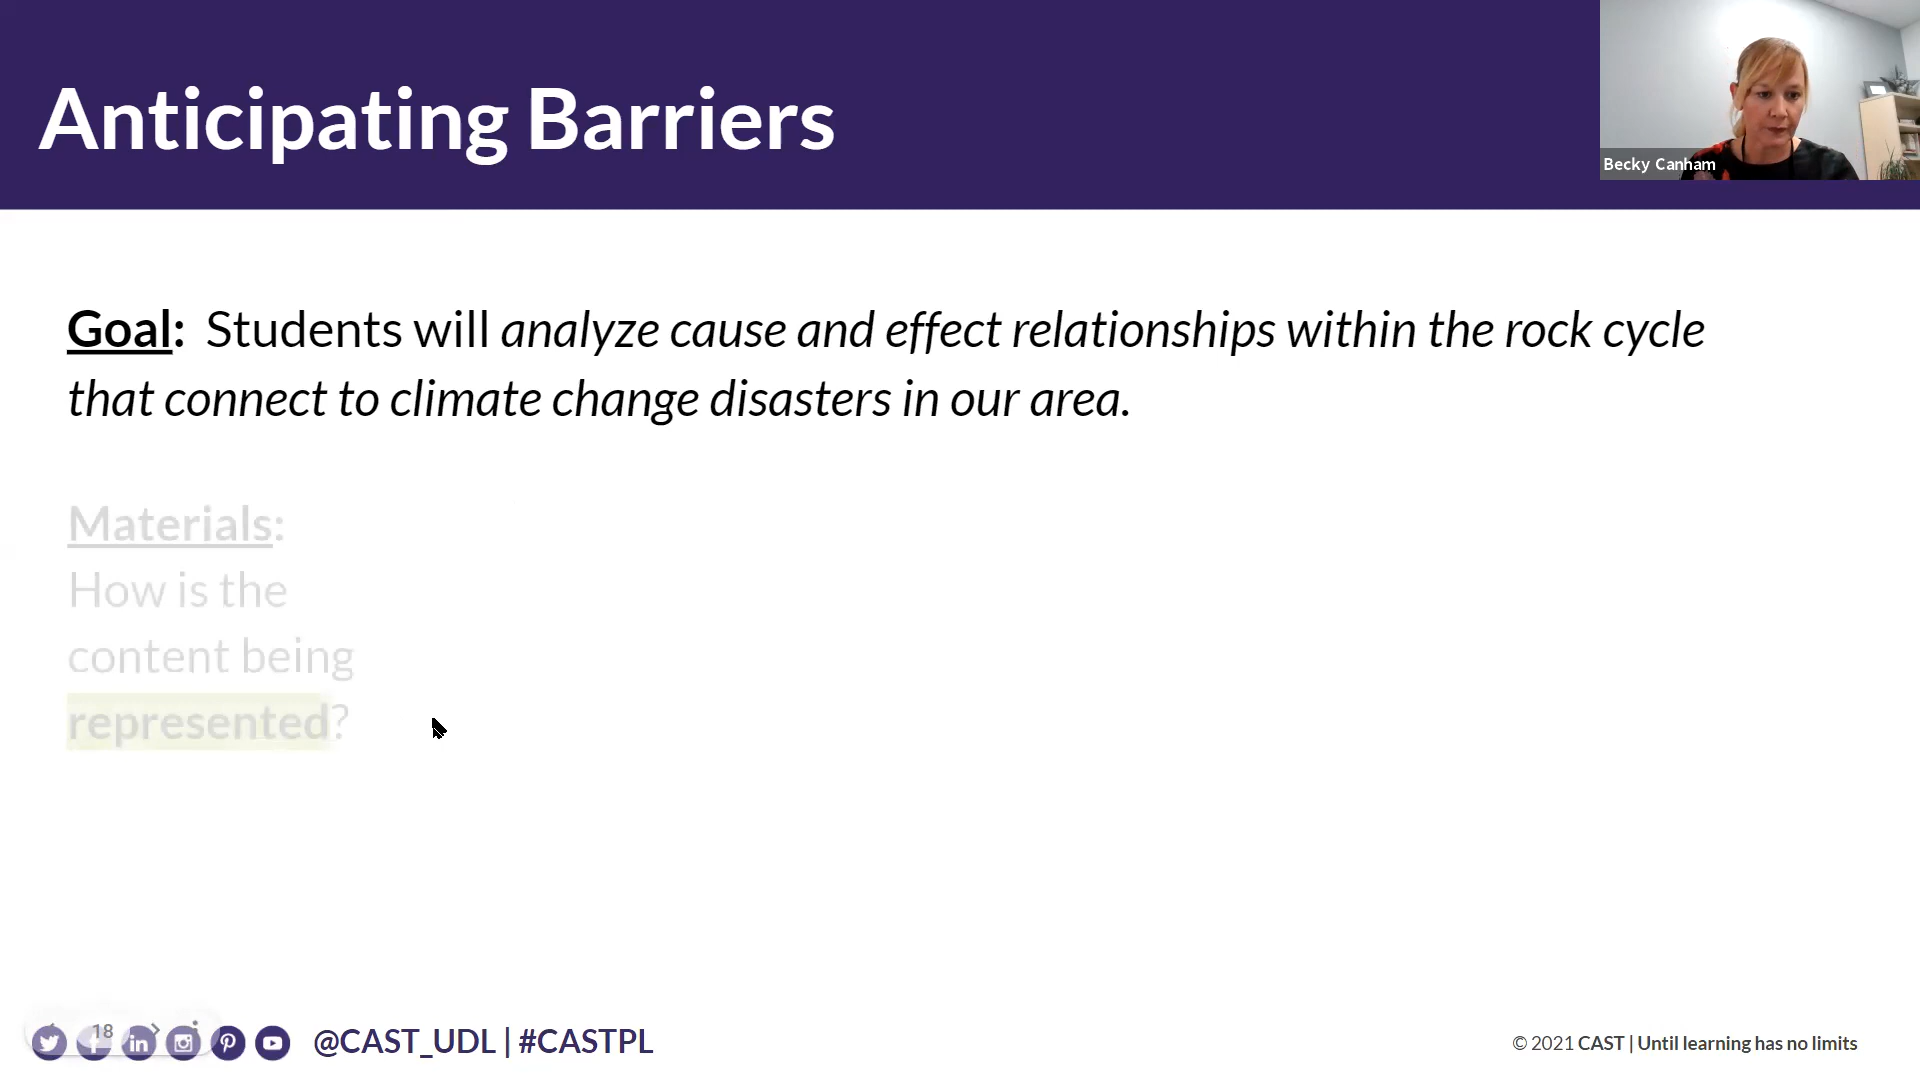 Anticipating Barriers
Becky Canham
Goal: Students will analyze cause and effect relationships within the rock cycle
that connect to climate change disasters in our area.
Materials:
How is the
content being
represented?
18
@CAST_UDL | #CASTPL
© 2021 CAST | Until learning has no limits